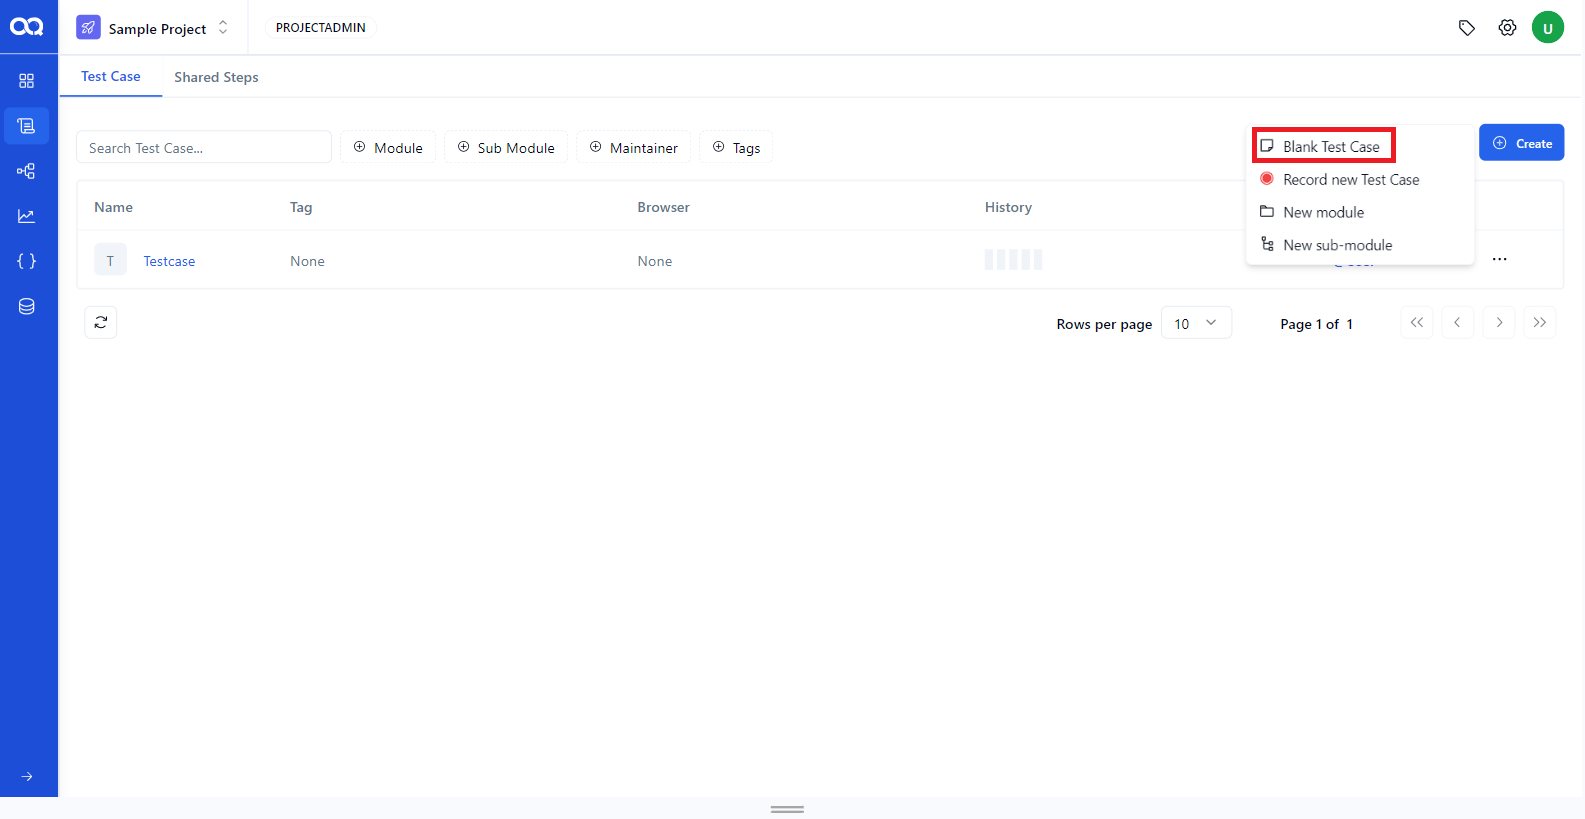 Sample Project
PROJECTADMIN
U
Test Case
Shared Steps
Search Test Case...
Module
Sub Module
Maintainer
Tags
Create
Blank Test Case
Record new Test Case
New module
New sub-module
Name
Tag
Browser
History
T
Testcase
None
None
Rows per page
10
Page 1 of 1